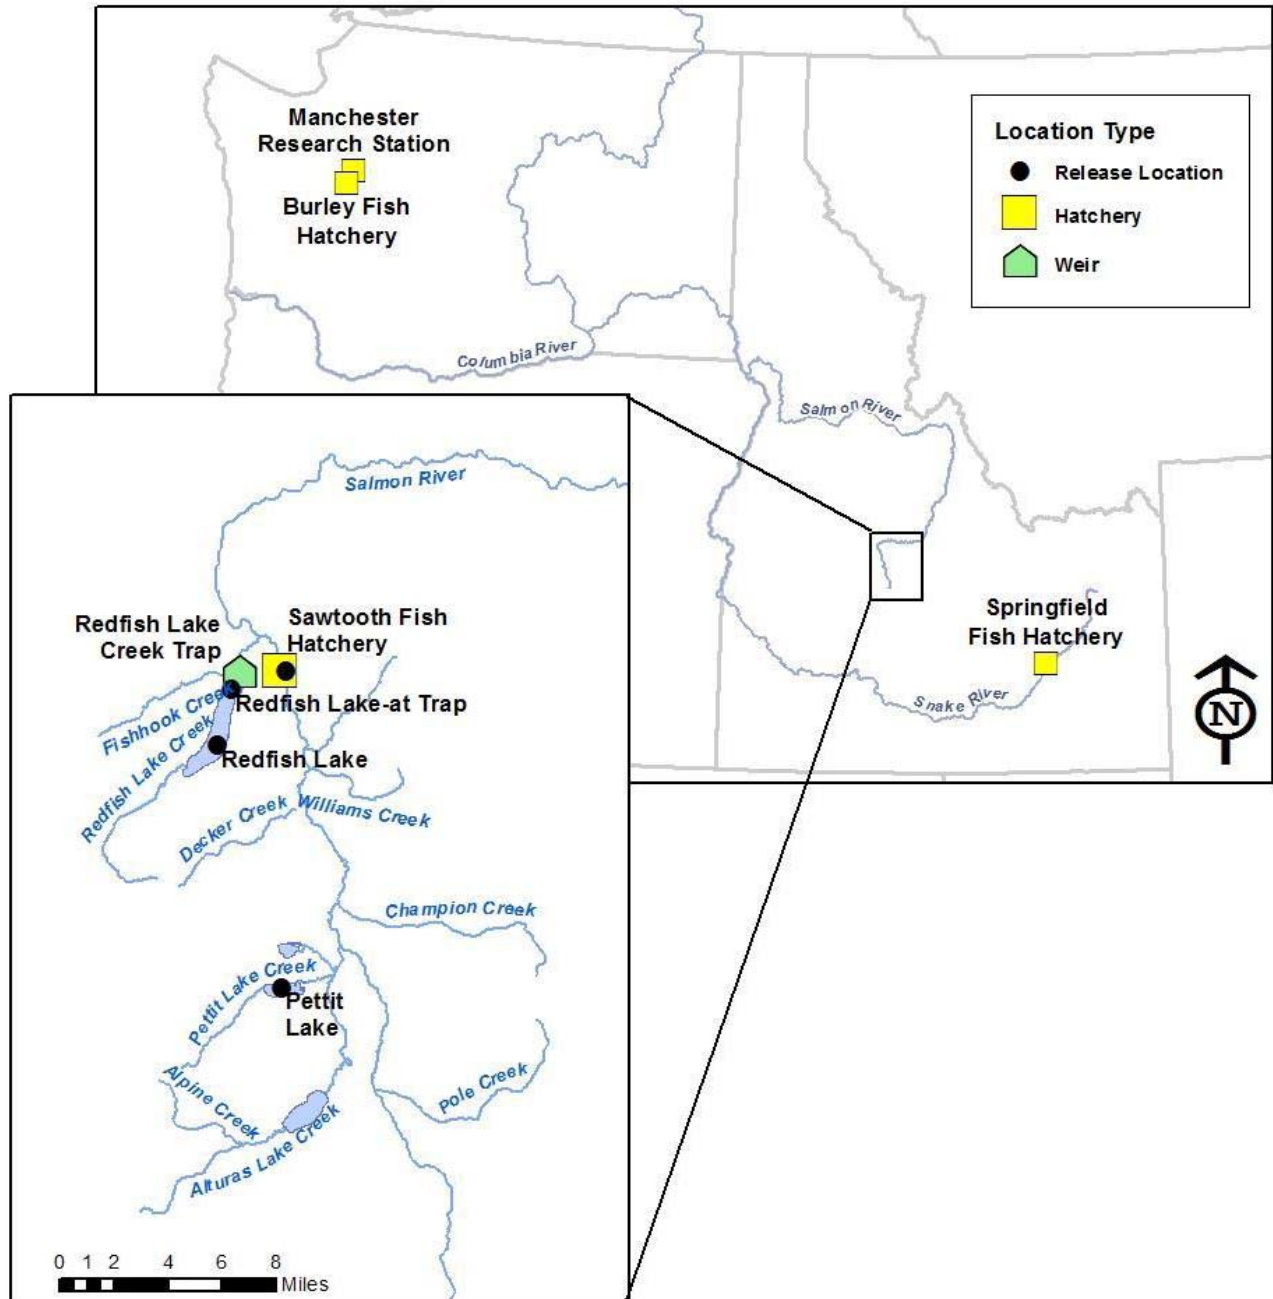 Manchester
Research Station
Burley Fish
Hatchery
Location Type
Release Location
Hatchery
Weir
Columbia River
Salmon River
Salmon River
Sawtooth Fish
Hatchery
Redfish Lake
Creek Trap
Redfish Lake-at Trap
Fishhook Creek
Redfish Lake Creek
Redfish Lake
Decker Creek
Williams Creek
Champion Creek
Pettit Lake Creek
Pettit
Lake
Alpine Creek
Alturas Lake Creek
Pole Creek
Springfield
Fish Hatchery
Snake River
N
0 1 2 4 6 8
Miles